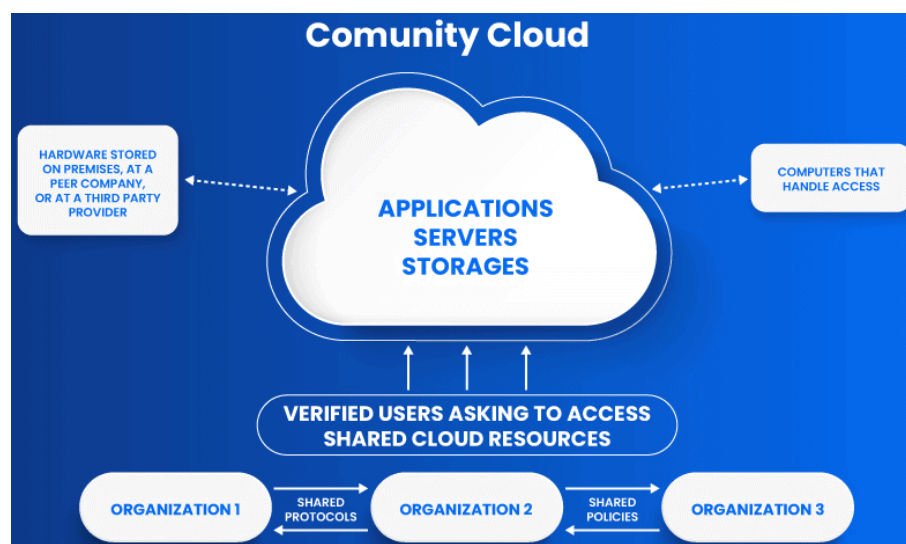 Comunity Cloud
HARDWARE STORED
ON PREMISES, AT A
PEER COMPANY,
OR AT A THIRD PARTY
PROVIDER
COMPUTERS THAT
HANDLE ACCESS
APPLICATIONS
SERVERS
STORAGES
VERIFIED USERS ASKING TO ACCESS
SHARED CLOUD RESOURCES
ORGANIZATION 1
SHARED
PROTOCOLS
ORGANIZATION 2
SHARED
POLICIES
ORGANIZATION 3